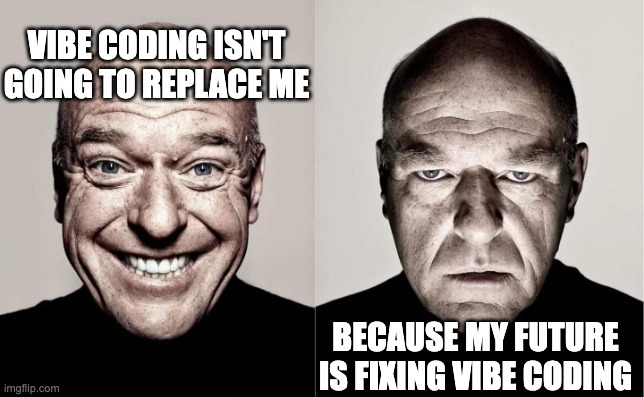 VIBE CODING ISN'T
GOING TO REPLACE ME
BECAUSE MY FUTURE
IS FIXING VIBE CODING
imgflip.com